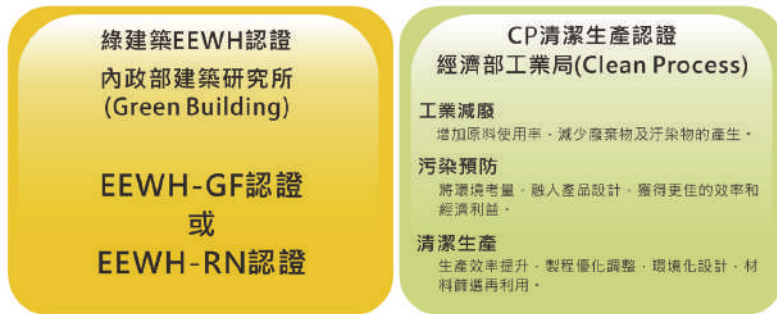 綠建築EEWH認證
內政部建築研究所
(Green Building)
EEWH-GF認證
或
EEWH-RN認證
CP清潔生產認證
經濟部工業局(Clean Process)
工業減廢
增加原料使用率、減少廢棄物及汙染物的產生。
污染預防
將環境考量，融入產品設計，獲得更佳的效率和
經濟利益。
清潔生產
生產效率提升、製程優化調整、環境化設計、材
料篩選再利用。